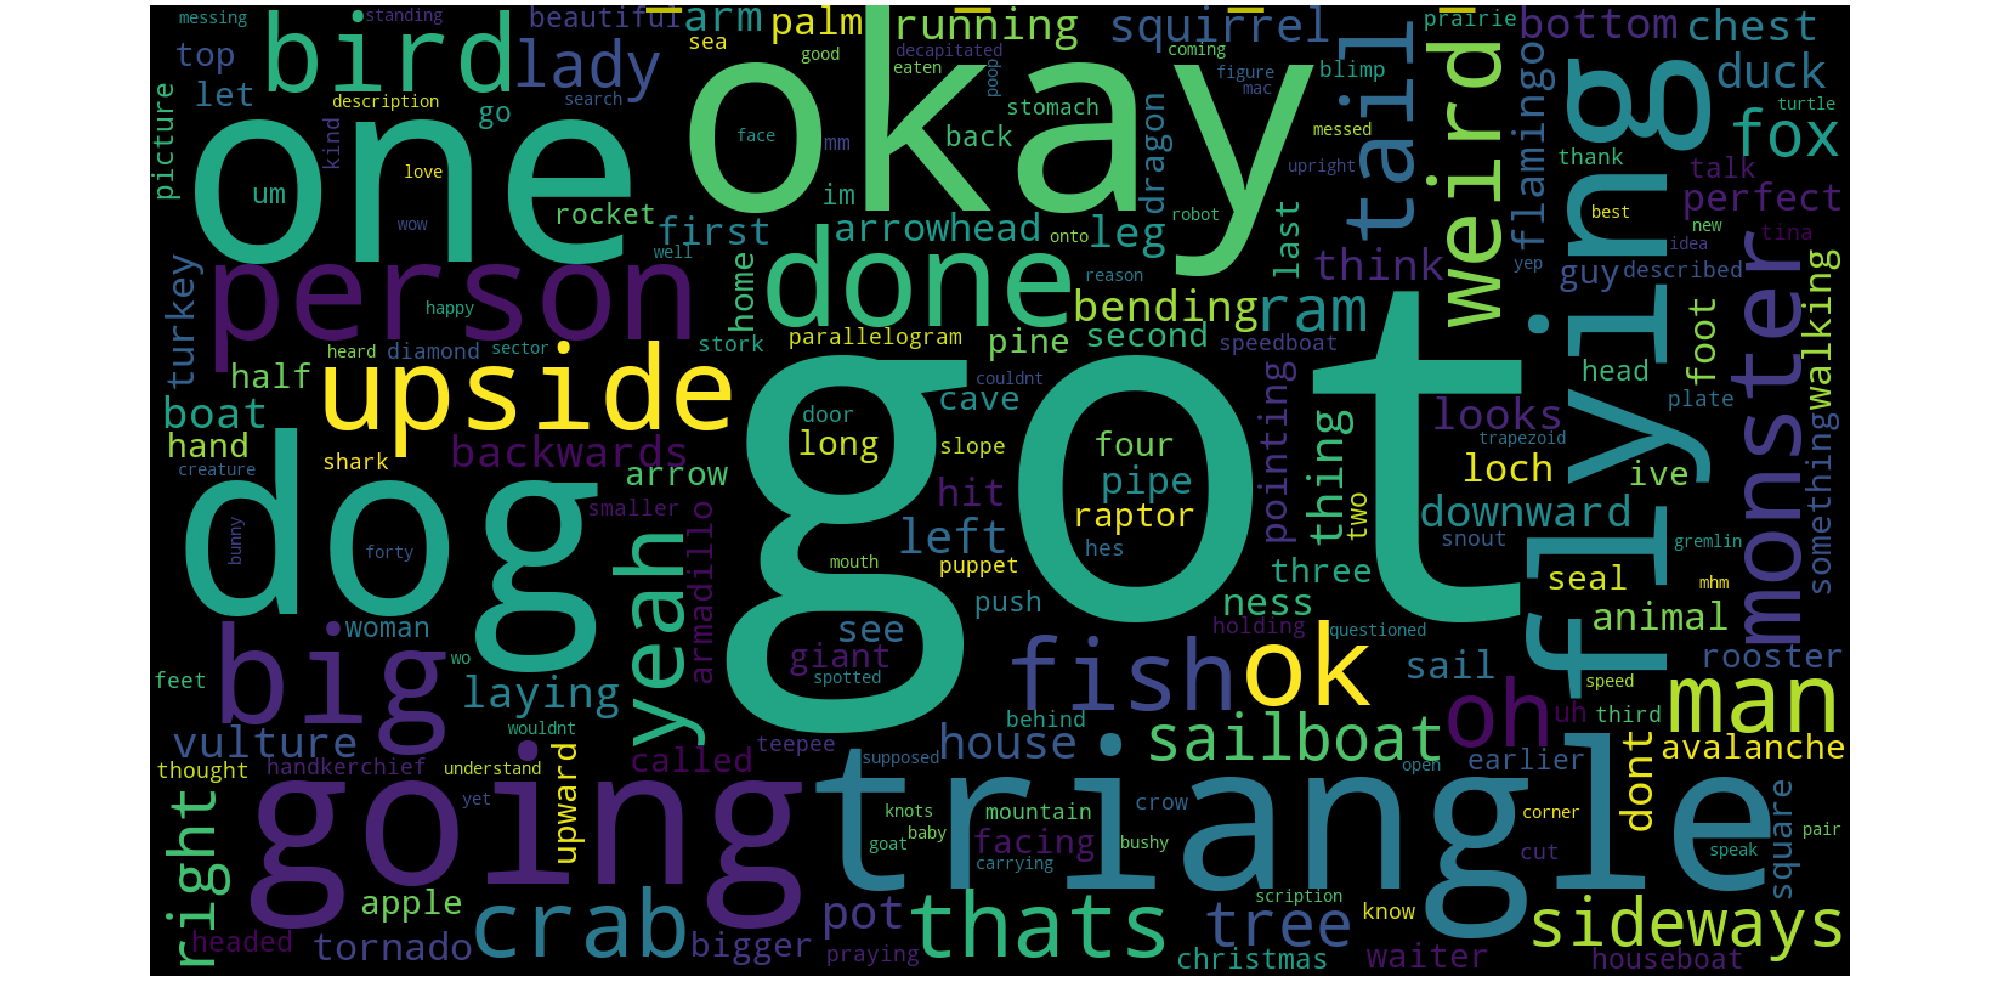 messing
standing
beautiful
arm
palm
running
squirrel
prairie
bottom
chest
top
bird
lady
sea
good
decapitated
coming
tail
weird
flamingo
duck
let
description
go
search
eaten
poop
okay
figure
mac
blimp
flying
turtle
picture
kind
one
face
mm
stomach
back
dragon
messed
fox
love
um
wow
im
upright
thank
talk
perfect
rocket
first
well
arrowhead
onto
leg
robot
last
best
new
tina
person
turkey
happy
home
done
reason
bending
ram
think
yep
guy
idea
described
monster
walking
heard
diamond
sector
stork
parallelogram
pine
second
speedboat
foot
half
upside
couldnt
cave
head
plate
boat
door
long
got
slope
four
pointing
thing
looks
trapezoid
something
hand
shark
backwards
arrow
hit
pipe
loch
ive
creature
dog
smaller
raptor
two
downward
bunny
forty
yeah
armadillo
left
hes
snout
gremlin
mouth
puppet
three
seal
mhm
push
ness
animal
woman
see
holding
questioned
big
wo
giant
fish
ok
sail
rooster
feet
laying
spotted
speed
man
vulture
wouldnt
behind
sailboat
oh
uh
third
thought
handkerchief
understand
called
teepee
house
supposed
open
earlier
dont
avalanche
right
going
yet
upward
triangle
knots
mountain
crow
corner
square
pair
baby
goat
facing
bushy
carrying
cut
speak
apple
crab
pot
thats
scription
tree
know
sideways
headed
tornado
bigger
praying
christmas
waiter
houseboat